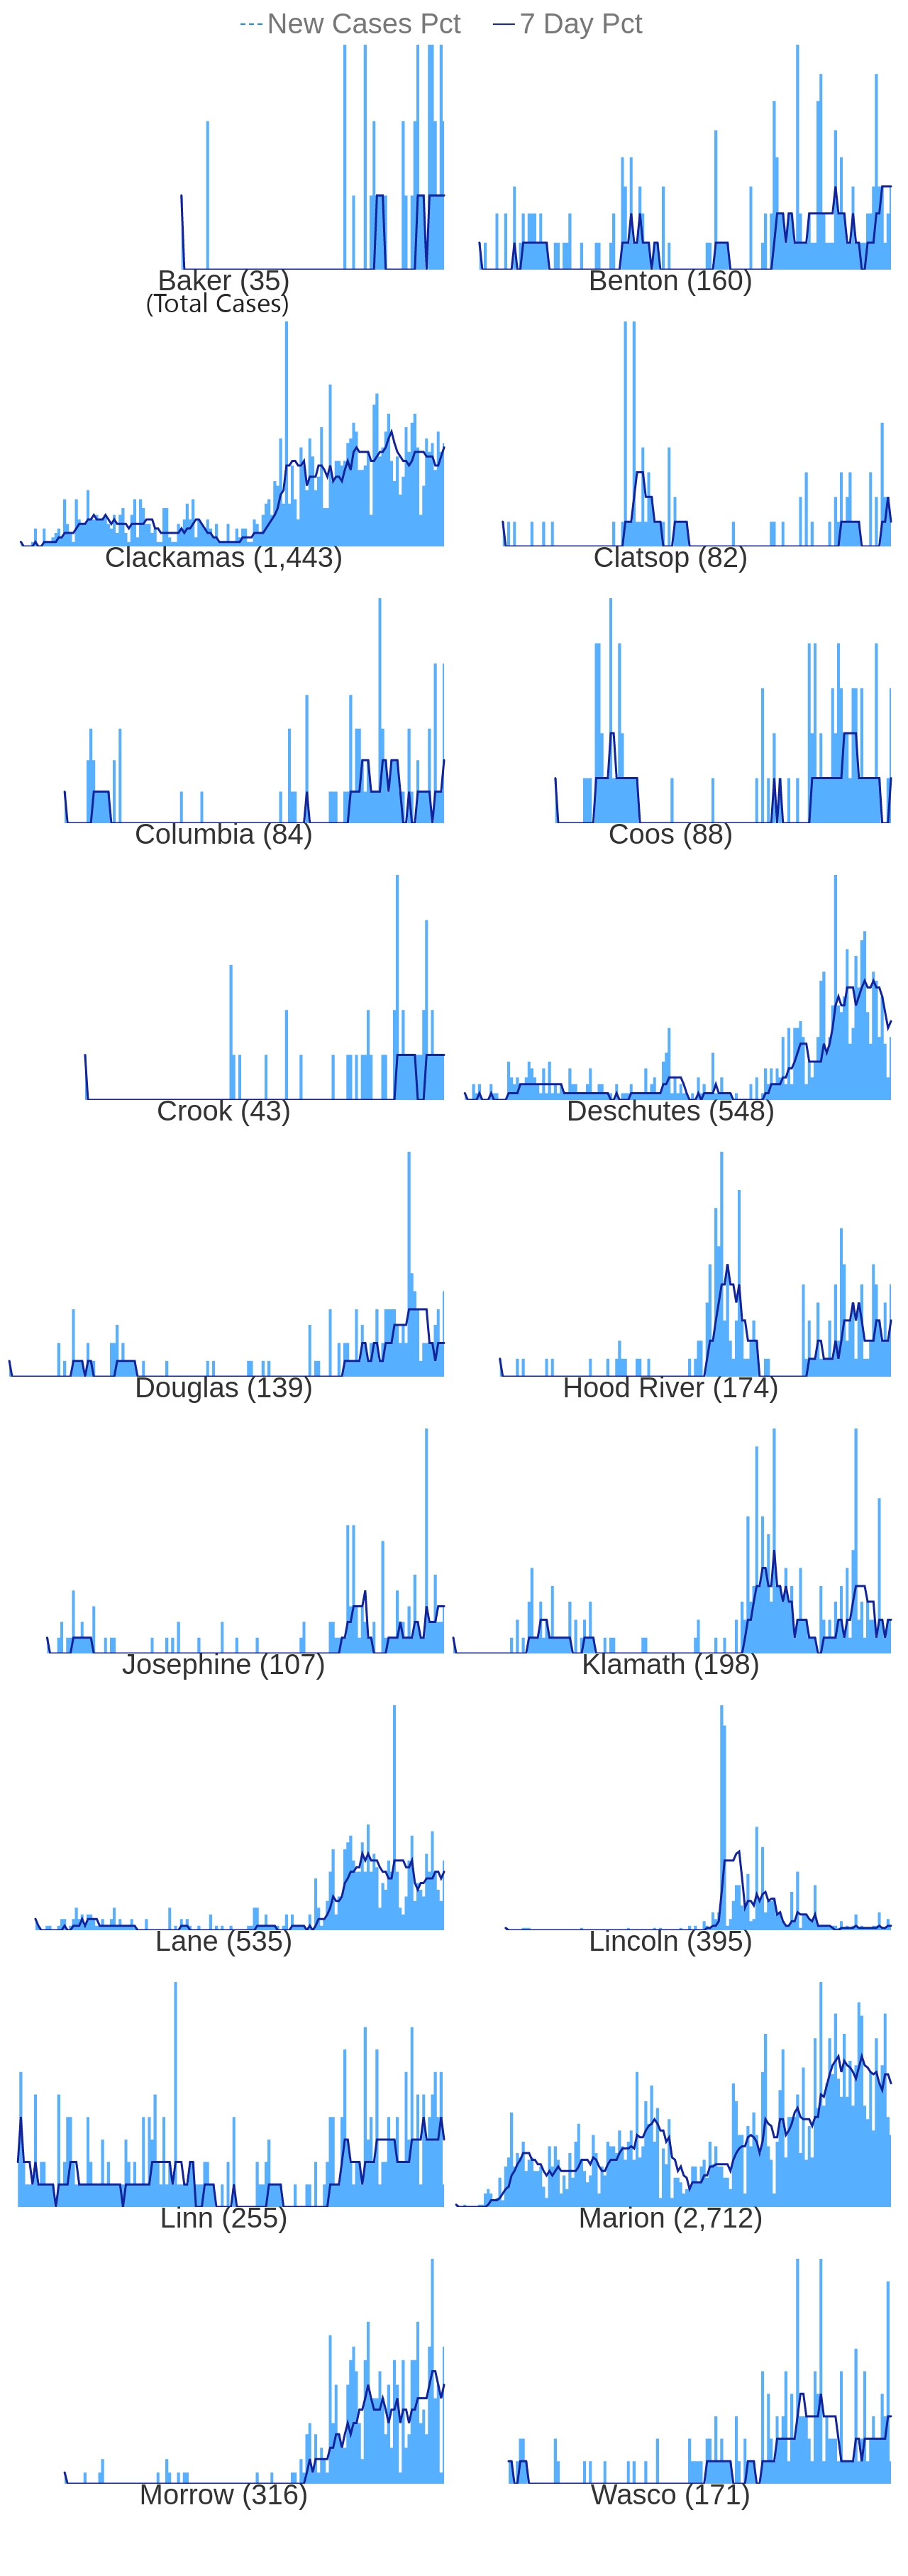 New Cases Pct 7 Day Pct
Baker (35) Benton (160)
(Total Cases)
Clackamas (1,443) Clatsop (82)
Columbia (84) Coos (88)
Crook (43) Deschutes (548)
Douglas (139) Hood River (174)
Josephine (107) Klamath (198)
Lane (535) Lincoln (395)
Linn (255) Marion (2,712)
Morrow (316) Wasco (171)